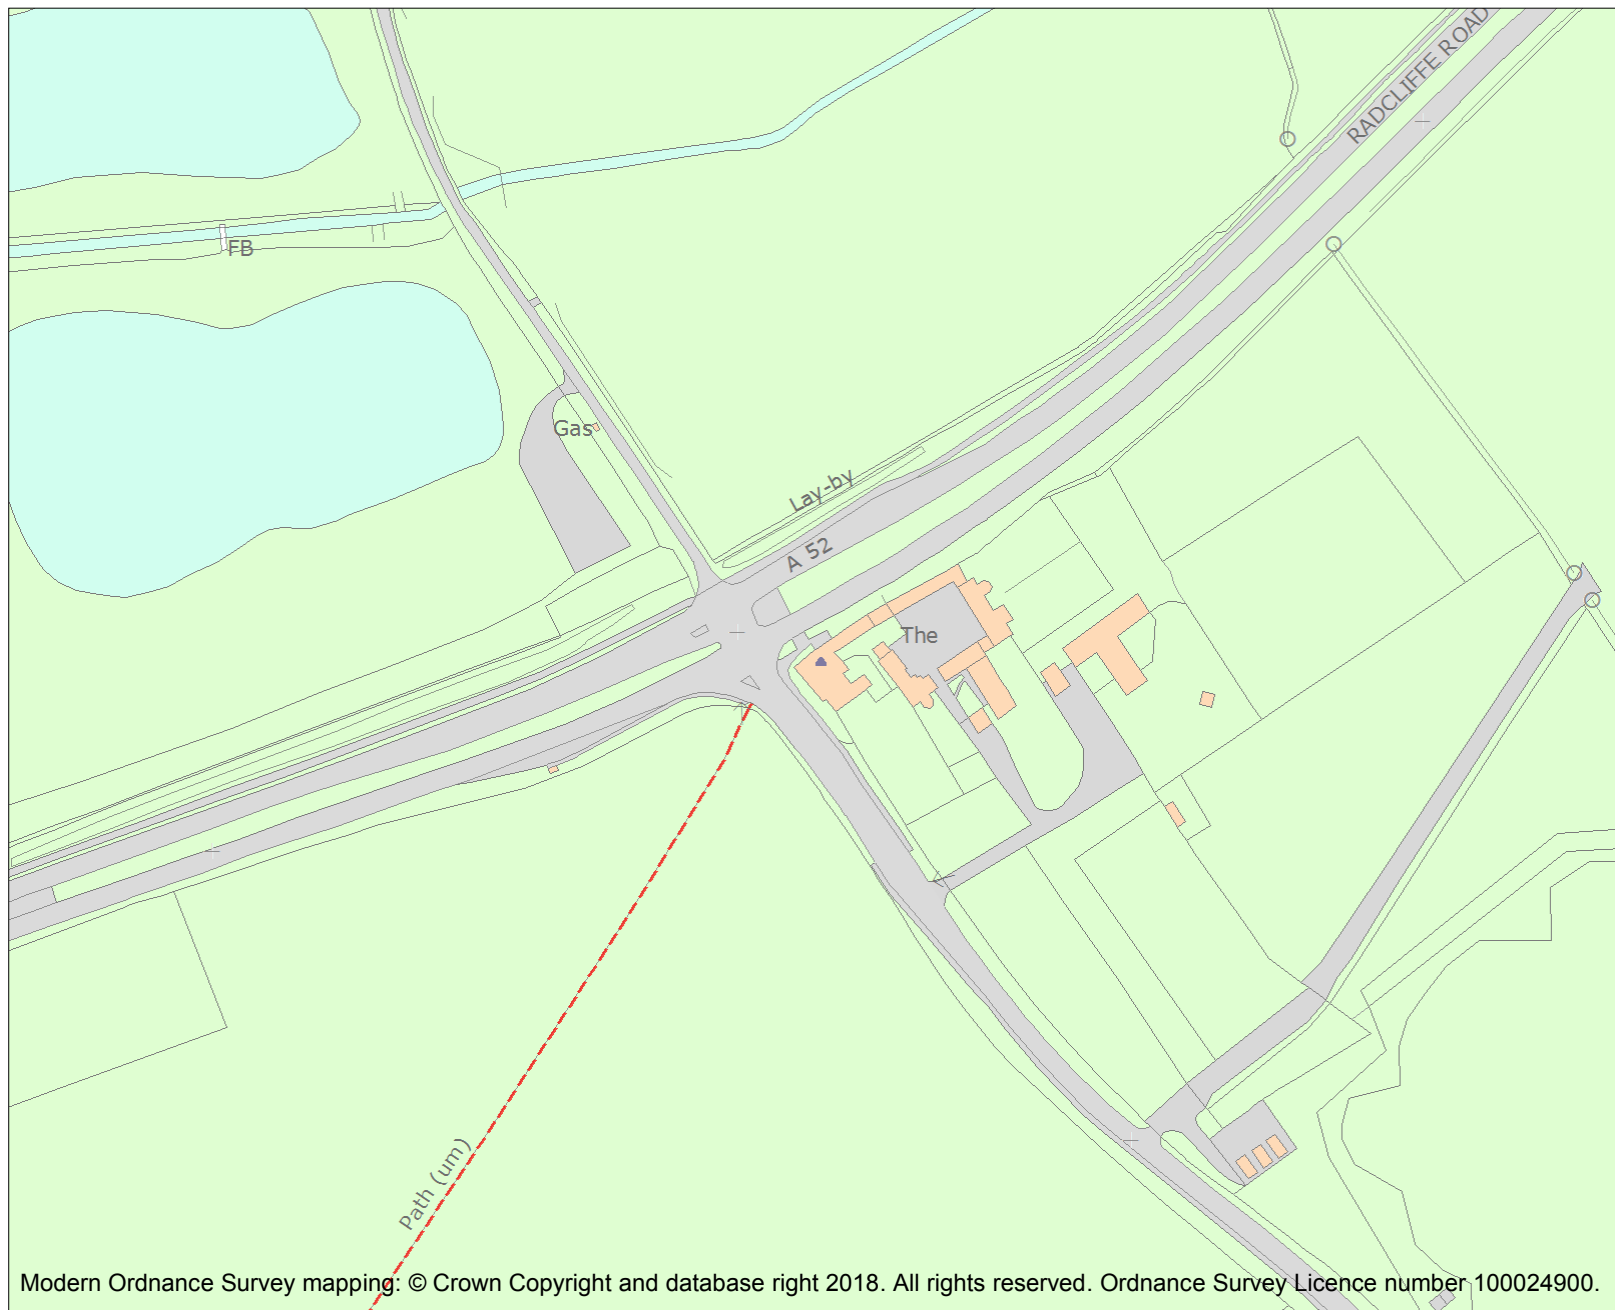 RADCLIFFE ROAD
FB
Gas
Lay-by
A 52
The
Path (um)
Modern Ordnance Survey mapping: © Crown Copyright and database right 2018. All rights reserved. Ordnance Survey Licence number 100024900.